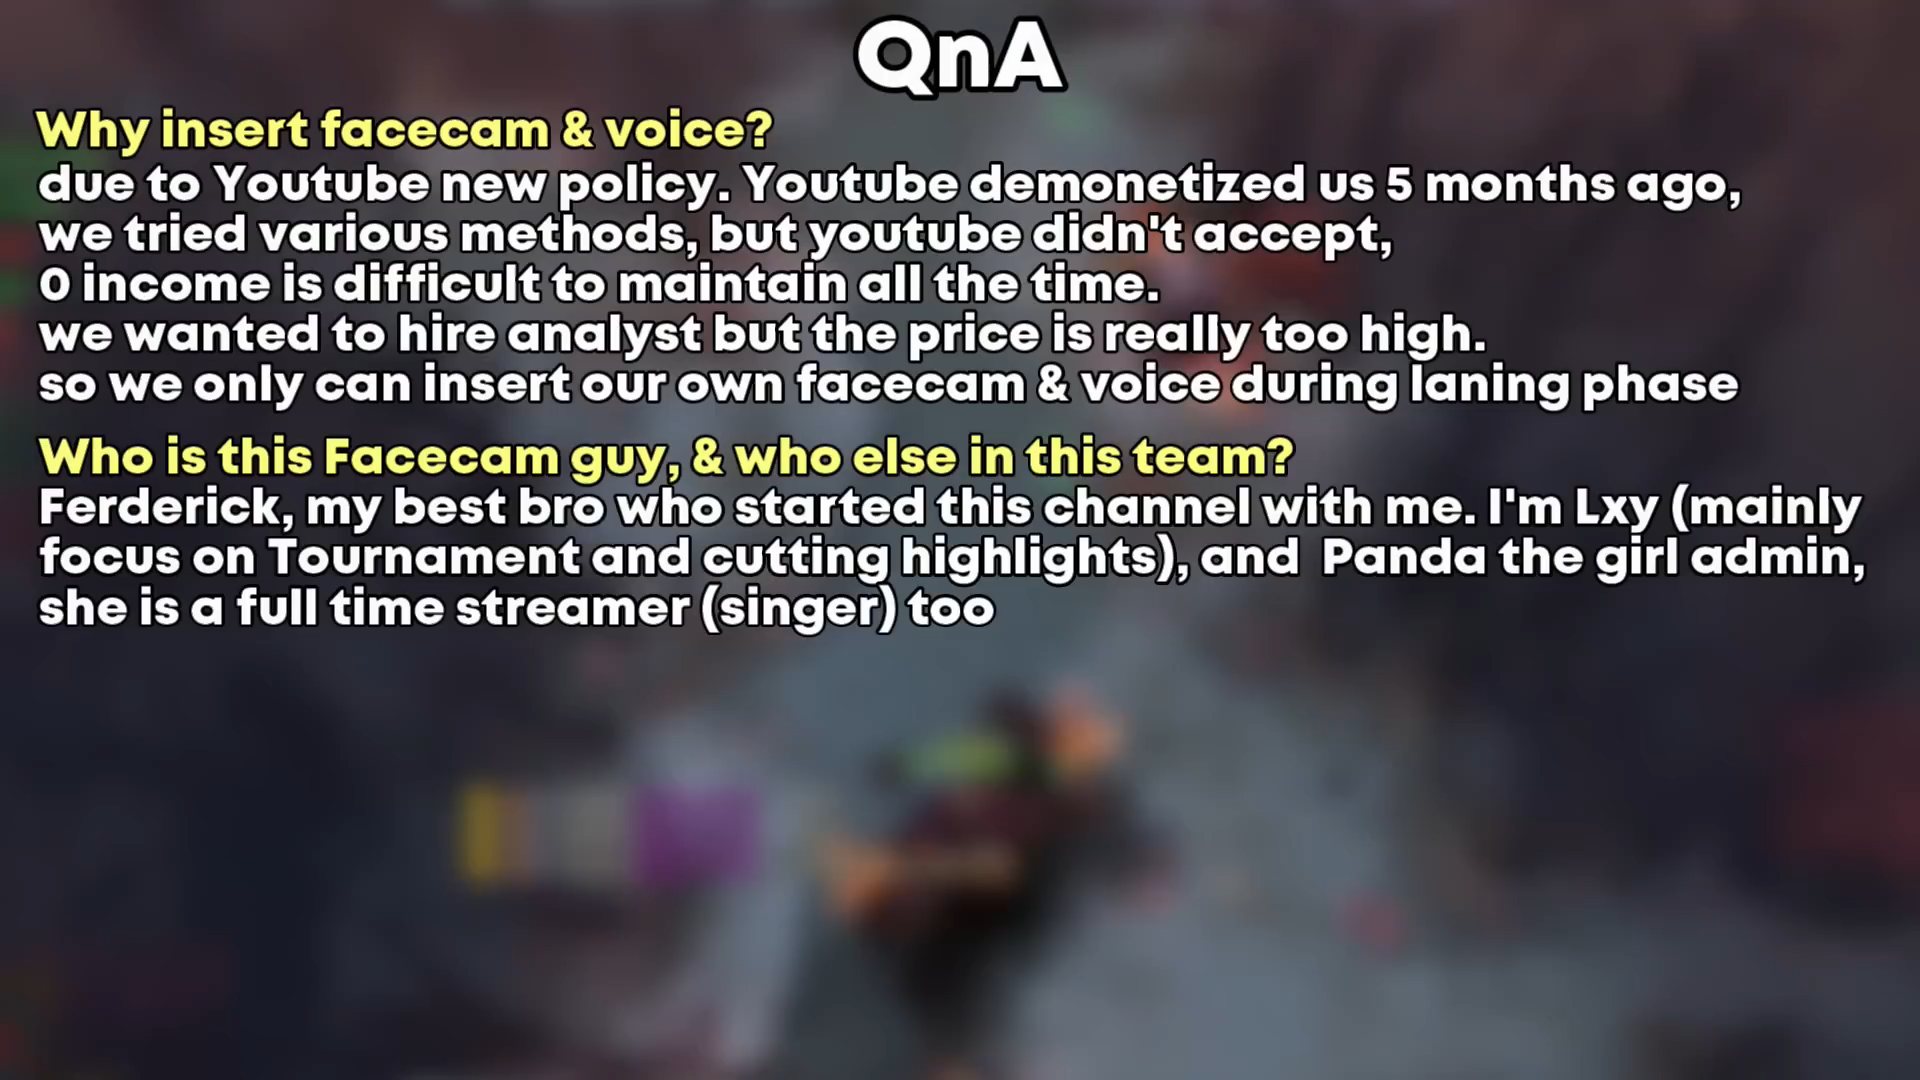 QnA
Why insert facecam & voice?
due to Youtube new policy. Youtube demonetized us 5 months ago,
we tried various methods, but youtube didn't accept,
0 income is difficult to maintain all the time.
we wanted to hire analyst but the price is really too high.
so we only can insert our own facecam & voice during laning phase
Who is this Facecam guy, & who else in this team?
Ferderick, my best bro who started this channel with me. I'm Lxy (mainly
focus on Tournament and cutting highlights), and Panda the girl admin,
she is a full time streamer (singer) too